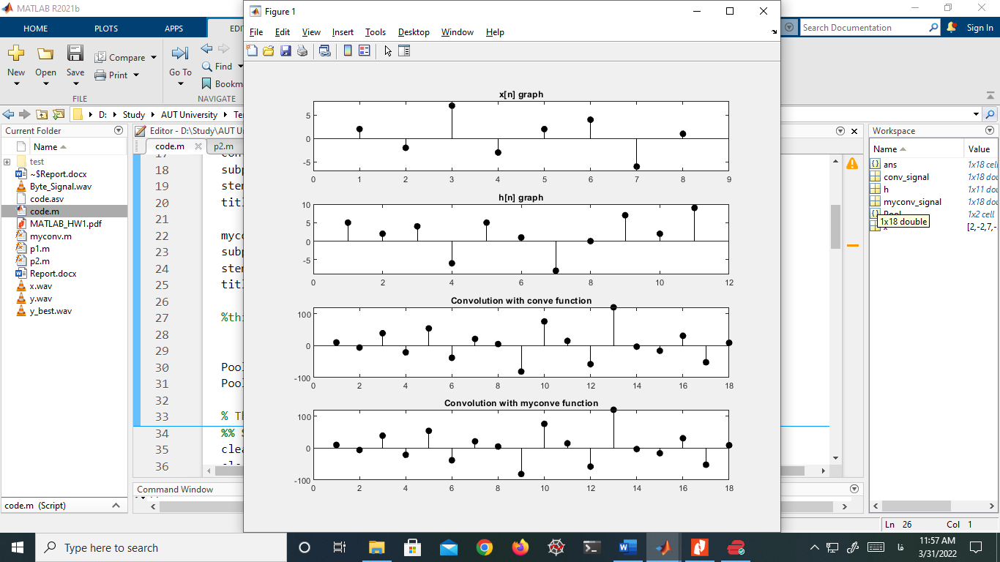 MATLAB R2021b
HOME PLOTS APPS EDI
Search Documentation Sign In
New Open Save Compare Print Go To Find Bookm
FILE NAVIGATE
D: Study AUT University Te
Current Folder
Name
test
~$Report.docx
Byte_Signal.wav
code.asv
code.m
MATLAB_HW1.pdf
myconv.m
p1.m
p2.m
Report.docx
x.wav
y.wav
y_best.wav
code.m (Script)
Editor - D:\Study\AUT U
code.m p2.m
17 con
18 subp
19 stem
20 titl
21
22 myco
23 subp
24 stem
25 titl
26
27 %thi
28
29
30 Pool
31 Pool
32
33 % Th
34 %% S
35 clea
36
Command Window
Figure 1
File Edit View Insert Tools Desktop Window Help
x[n] graph
5
0
-5
0 1 2 3 4 5 6 7 8 9
h[n] graph
10
5
0
-5
0 2 4 6 8 10 12
Convolution with conve function
100
0
-100
0 2 4 6 8 10 12 14 16 18
Convolution with myconve function
100
0
-100
0 2 4 6 8 10 12 14 16 18
Workspace
Name Value
ans 1x18 cell
conv_signal 1x18 dou
h 1x11 dou
myconv_signal 1x18 dou
Pool 1x2 cell
1x18 double
x [2,-2,7,-
Ln 26 Col 1
Type here to search
فا
11:57 AM
3/31/2022